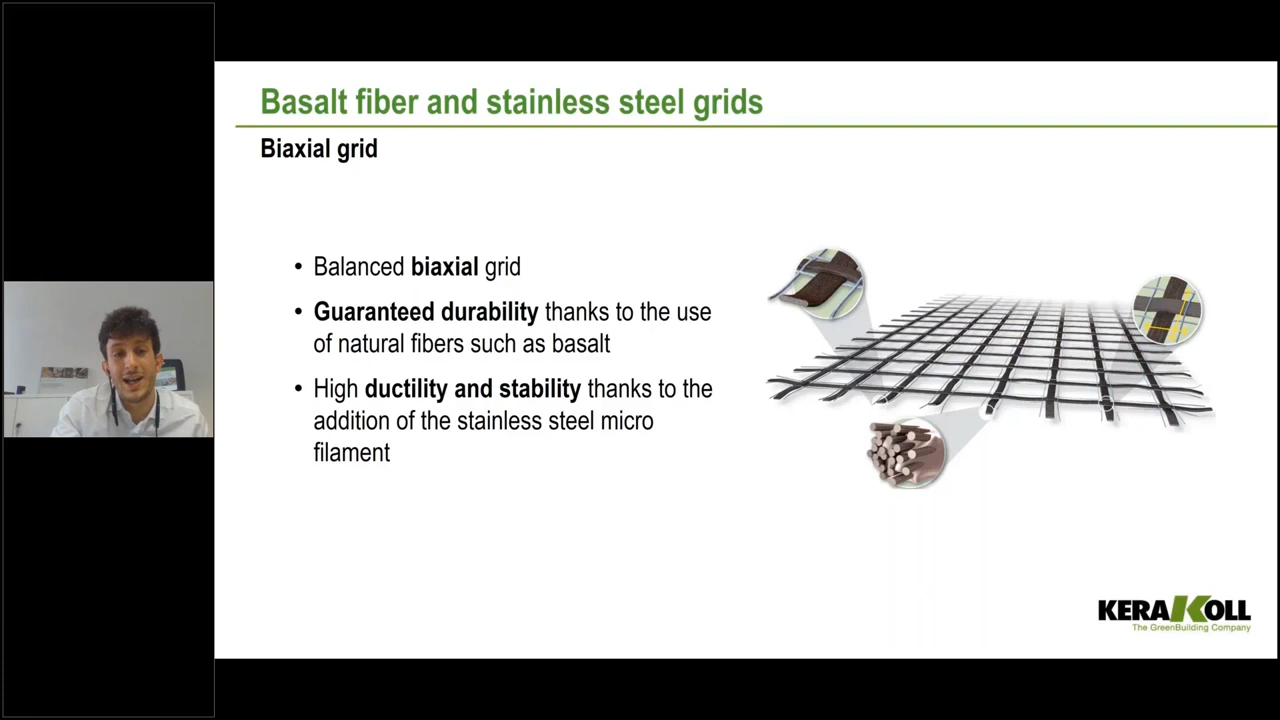 Basalt fiber and stainless steel grids
Biaxial grid
• Balanced biaxial grid
• Guaranteed durability thanks to the use
of natural fibers such as basalt
• High ductility and stability thanks to the
addition of the stainless steel micro
filament
KERAKOLL
The GreenBuilding Company